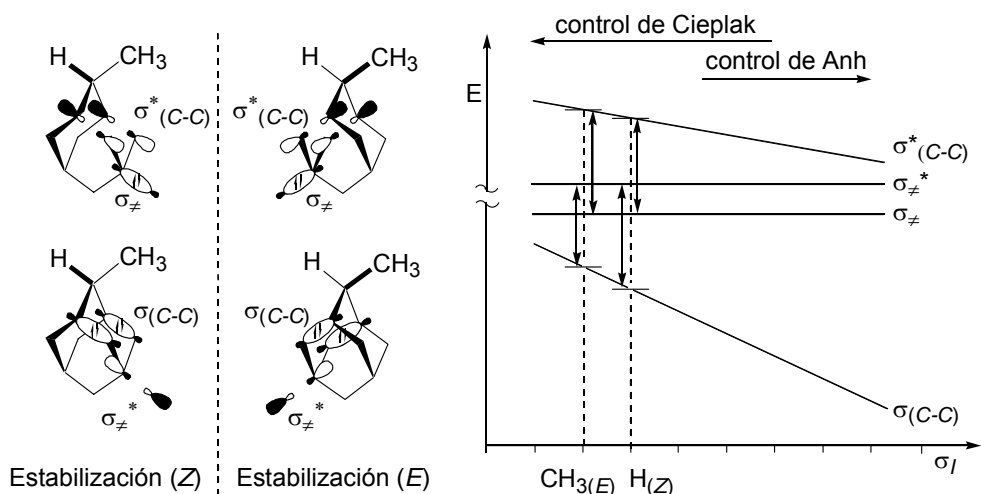 H CH₃
σ*(C-C)
σ≠
H CH₃
σ*(C-C)
σ≠
H CH₃
σ(C-C)
σ≠*
Estabilización (Z)
H CH₃
σ(C-C)
σ≠*
Estabilización (E)
control de Cieplak
control de Anh
E
σ*(C-C)
σ≠*
σ≠
σ(C-C)
CH₃(E) H(Z)
σI